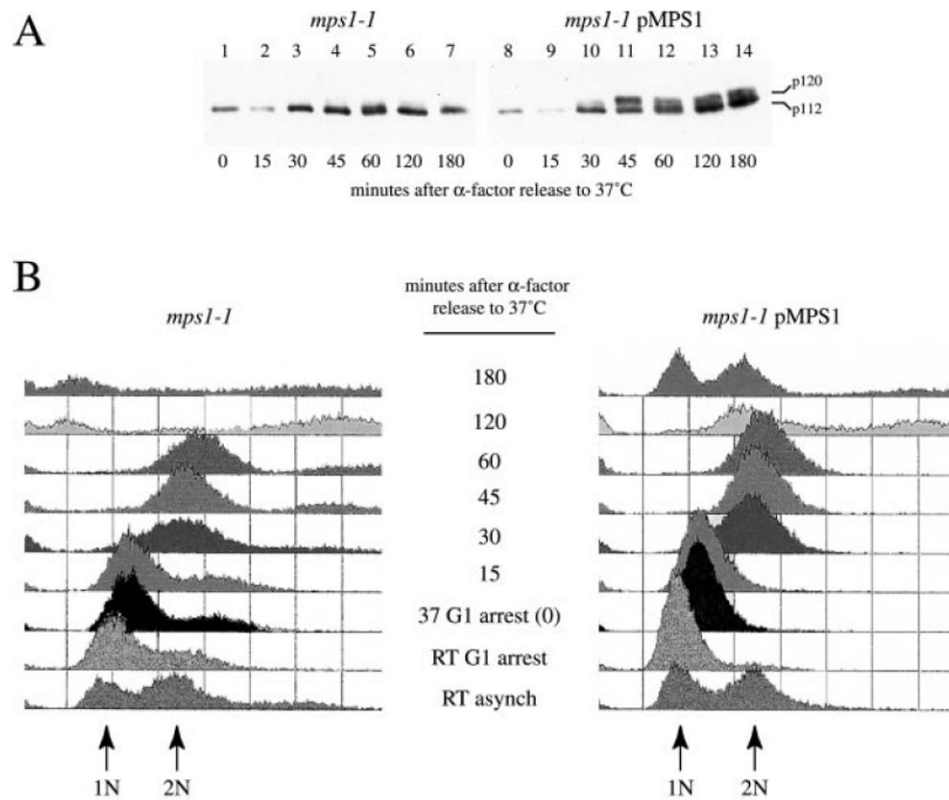 A
mps1-1
mps1-1 pMPS1
1 2 3 4 5 6 7
8 9 10 11 12 13 14
p120
p112
0 15 30 45 60 120 180
0 15 30 45 60 120 180
minutes after α-factor release to 37˚C
B
mps1-1
minutes after α-factor
release to 37˚C
mps1-1 pMPS1
180
120
60
45
30
15
37 G1 arrest (0)
RT G1 arrest
RT asynch
1N 2N
1N 2N